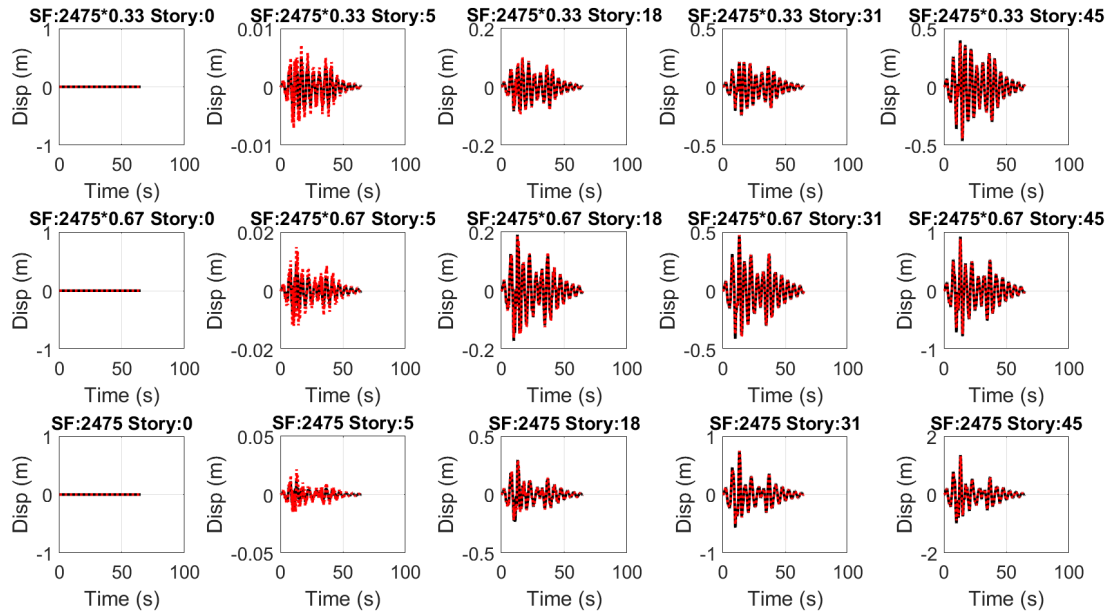 SF:2475*0.33 Story:0 SF:2475*0.33 Story:5 SF:2475*0.33 Story:18 SF:2475*0.33 Story:31 SF:2475*0.33 Story:45
1 0.01 0.2 0.5 0.5
Disp (m) Disp (m) Disp (m) Disp (m) Disp (m)
0 0 0 0 0
-1 -0.01 -0.2 -0.5 -0.5
0 50 100 0 50 100 0 50 100 0 50 100 0 50 100
Time (s) Time (s) Time (s) Time (s) Time (s)
SF:2475*0.67 Story:0 SF:2475*0.67 Story:5 SF:2475*0.67 Story:18 SF:2475*0.67 Story:31 SF:2475*0.67 Story:45
1 0.02 0.2 0.5 1
Disp (m) Disp (m) Disp (m) Disp (m) Disp (m)
0 0 0 0 0
-1 -0.02 -0.2 -0.5 -1
0 50 100 0 50 100 0 50 100 0 50 100 0 50 100
Time (s) Time (s) Time (s) Time (s) Time (s)
SF:2475 Story:0 SF:2475 Story:5 SF:2475 Story:18 SF:2475 Story:31 SF:2475 Story:45
1 0.05 0.5 1 2
Disp (m) Disp (m) Disp (m) Disp (m) Disp (m)
0 0 0 0 0
-1 -0.05 -0.5 -1 -2
0 50 100 0 50 100 0 50 100 0 50 100 0 50 100
Time (s) Time (s) Time (s) Time (s) Time (s)